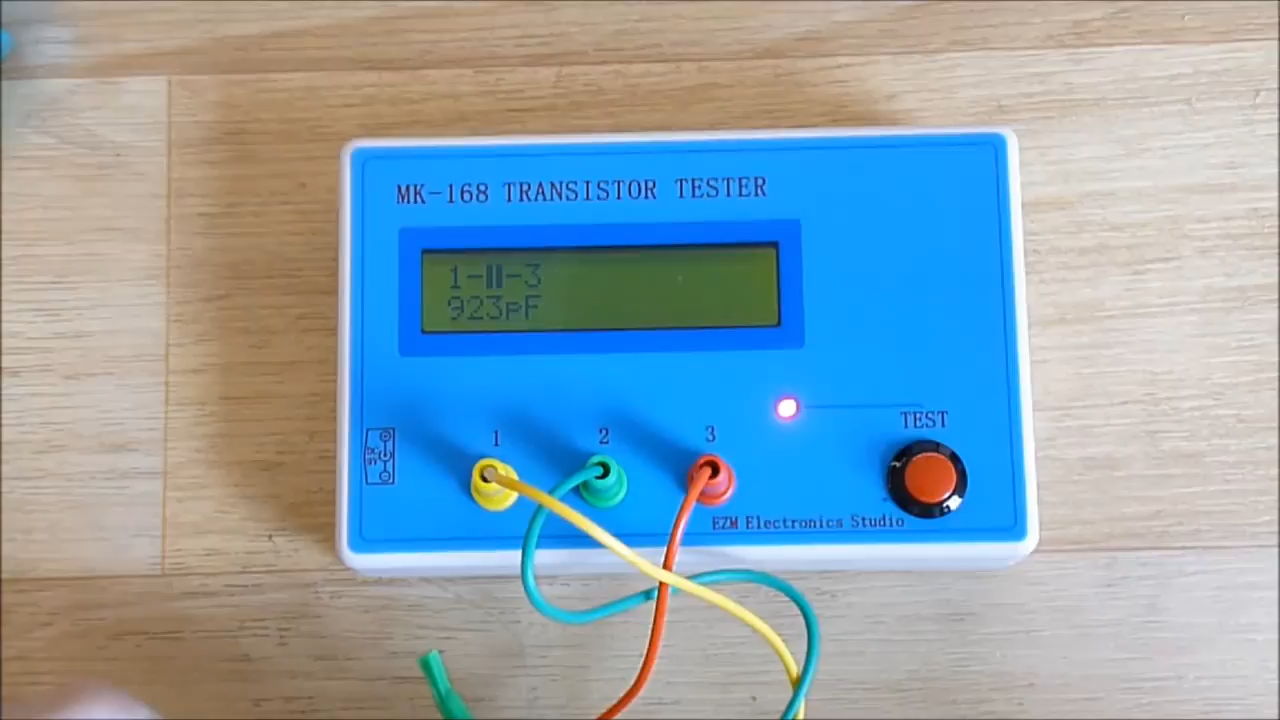 MK-168 TRANSISTOR TESTER
1-||-3
923pF
1 2 3
TEST
EZM Electronics Studio